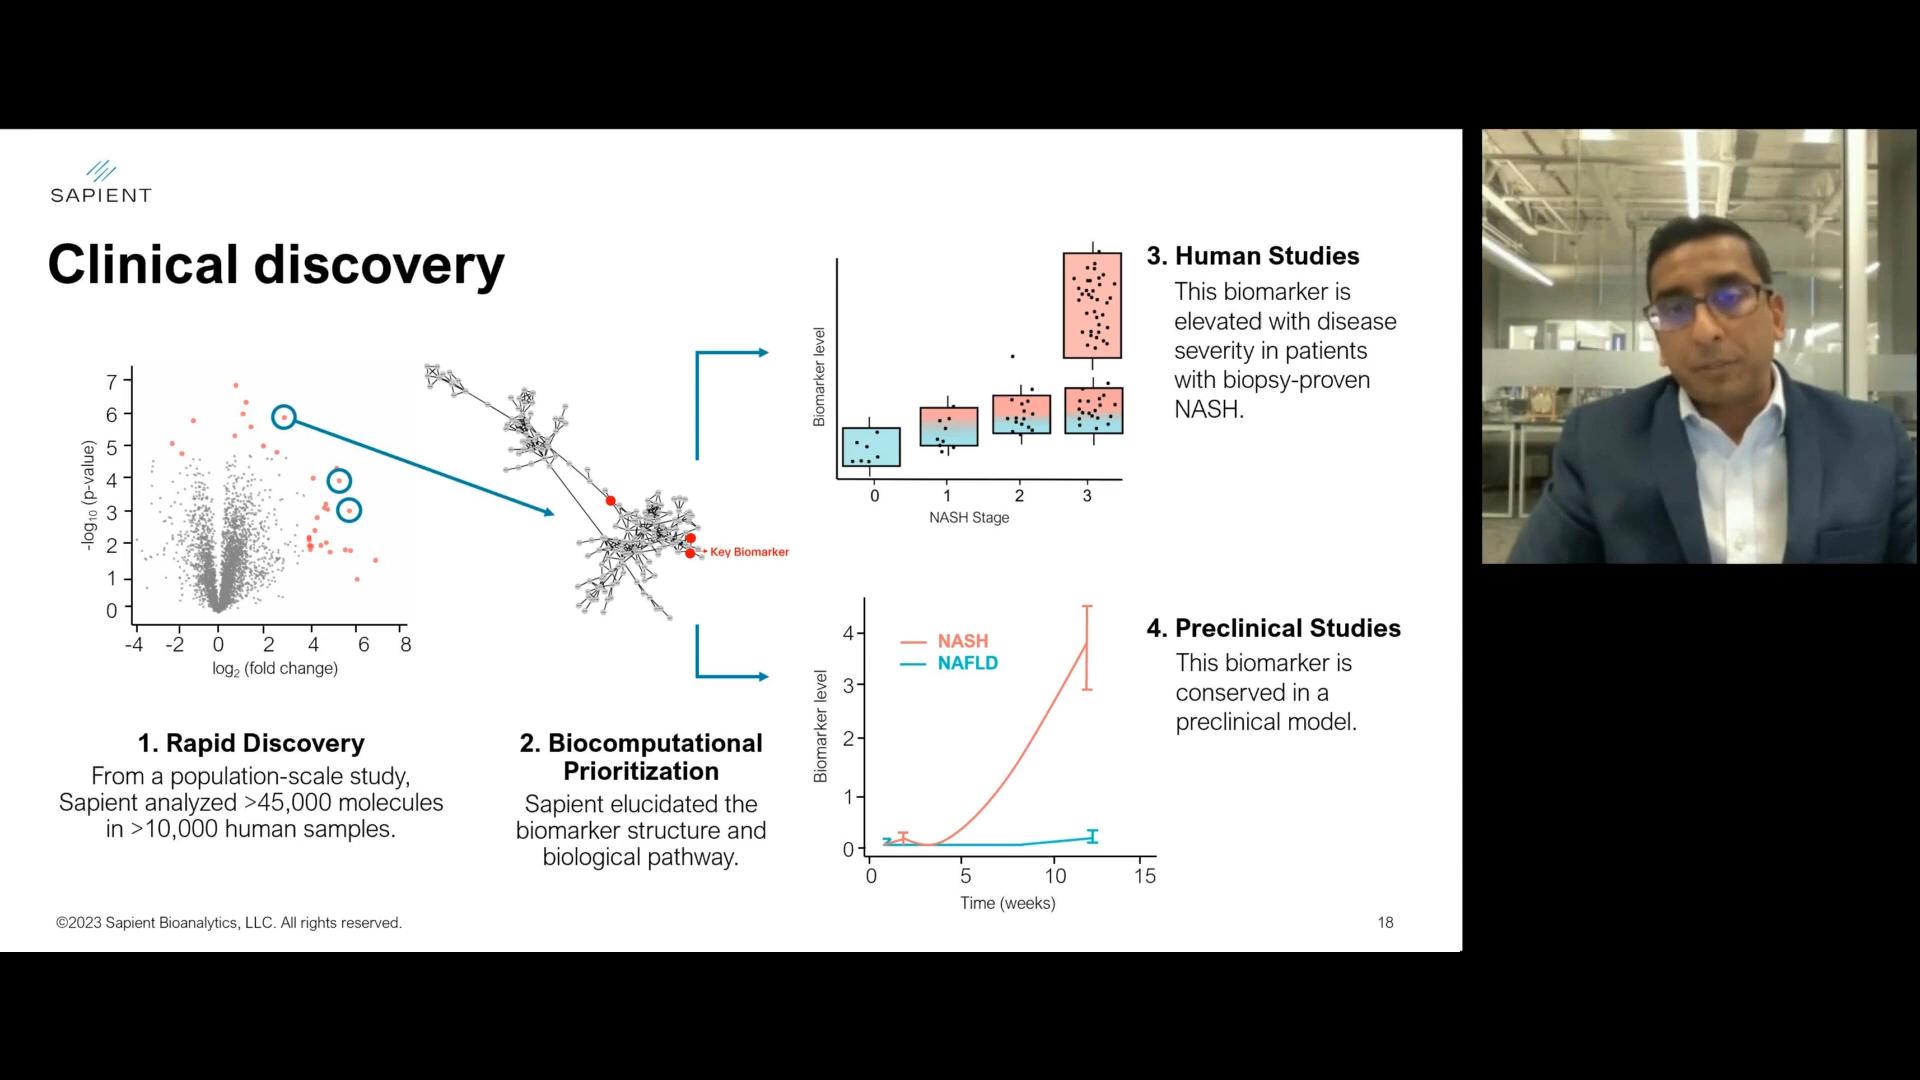 SAPIENT
Clinical discovery
7
6
5
4
3
2
1
0
-log10 (p-value)
-4 -2 0 2 4 6 8
log2 (fold change)
1. Rapid Discovery
From a population-scale study,
Sapient analyzed >45,000 molecules
in >10,000 human samples.
Key Biomarker
2. Biocomputational
Prioritization
Sapient elucidated the
biomarker structure and
biological pathway.
Biomarker level
0 1 2 3
NASH Stage
3. Human Studies
This biomarker is
elevated with disease
severity in patients
with biopsy-proven
NASH.
4
3
2
1
0
Biomarker level
NASH
NAFLD
0 5 10 15
Time (weeks)
4. Preclinical Studies
This biomarker is
conserved in a
preclinical model.
©2023 Sapient Bioanalytics, LLC. All rights reserved.
18